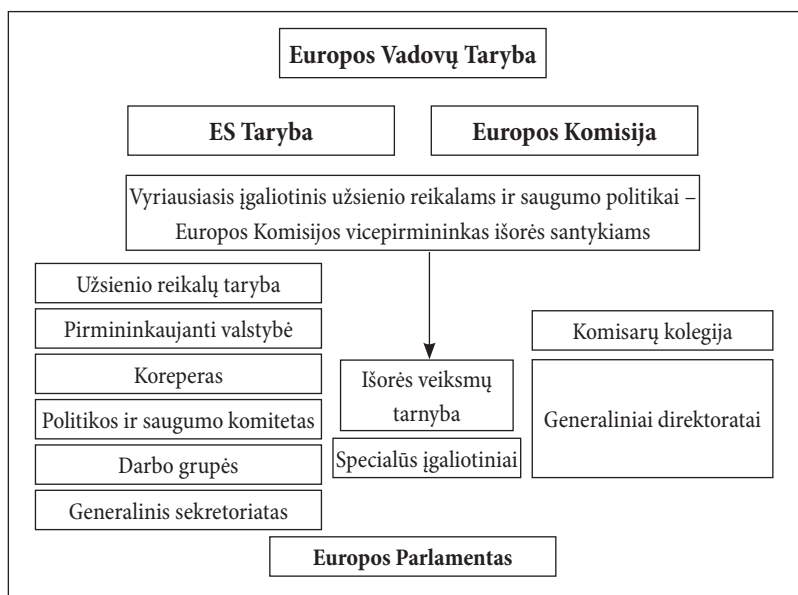 Europos Vadovų Taryba
ES Taryba
Europos Komisija
Vyriausiasis įgaliotinis užsienio reikalams ir saugumo politikai –
Europos Komisijos vicepirmininkas išorės santykiams
Užsienio reikalų taryba
Pirmininkaujanti valstybė
Koreperas
Politikos ir saugumo komitetas
Darbo grupės
Generalinis sekretoriatas
Išorės veiksmų
tarnyba
Specialūs įgaliotiniai
Komisarų kolegija
Generaliniai direktoratai
Europos Parlamentas